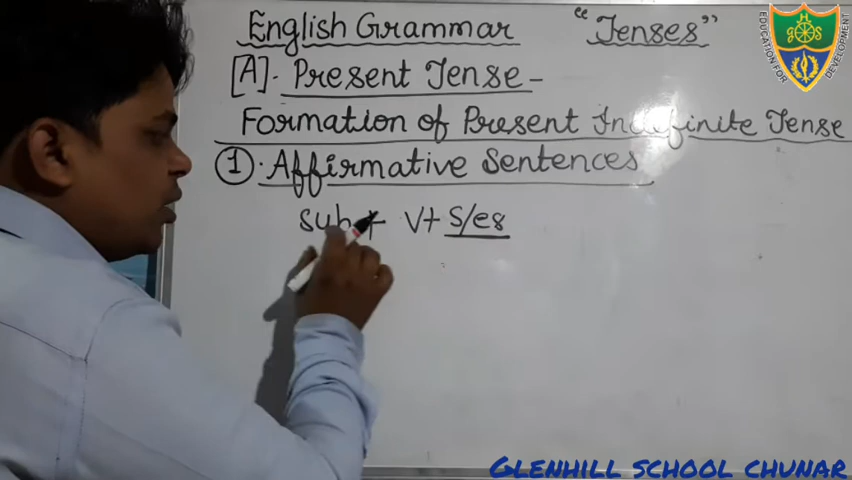 English Grammar "Tenses"
[A]. Present Tense -
Formation of Present Indefinite Tense
①. Affirmative Sentences
Sub + V+ S/es
EDUCATION FOR DEVELOPMENT
H
G S
GLENHILL SCHOOL CHUNAR